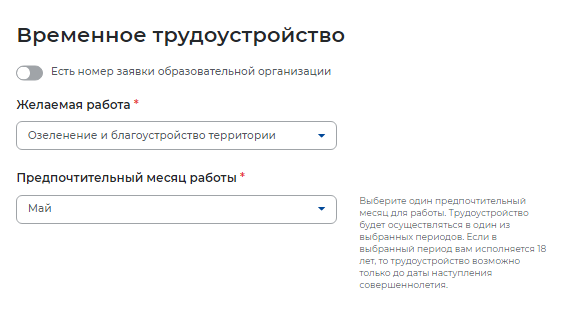 Временное трудоустройство
Есть номер заявки образовательной организации
Желаемая работа *
Озеленение и благоустройство территории
Предпочтительный месяц работы *
Май
Выберите один предпочтительный
месяц для работы. Трудоустройство
будет осуществляться в один из
выбранных периодов. Если в
выбранный период вам исполняется 18
лет, то трудоустройство возможно
только до даты наступления
совершеннолетия.